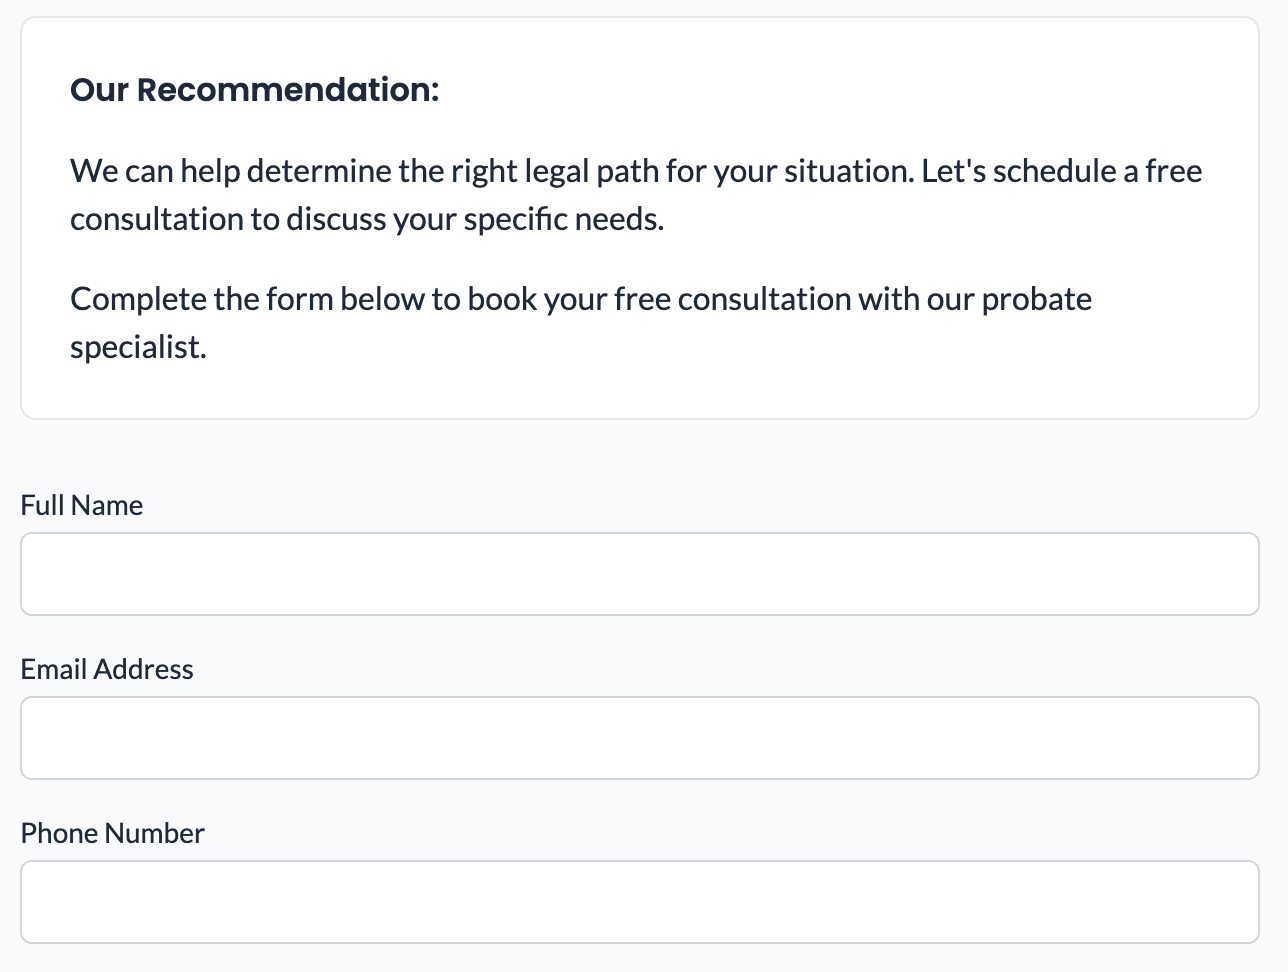 Our Recommendation:
We can help determine the right legal path for your situation. Let's schedule a free
consultation to discuss your specific needs.
Complete the form below to book your free consultation with our probate
specialist.
Full Name
Email Address
Phone Number